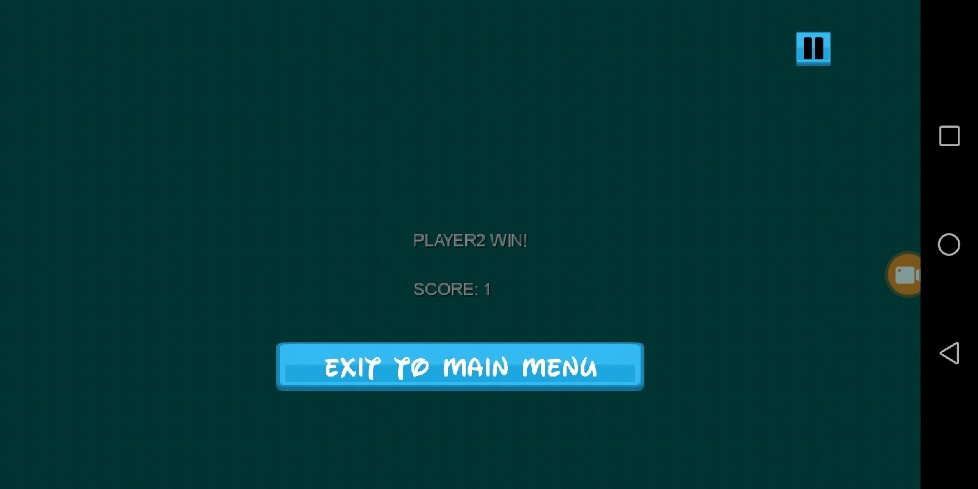 PLAYER2 WIN!
SCORE: 1
EXIT TO MAIN MENU